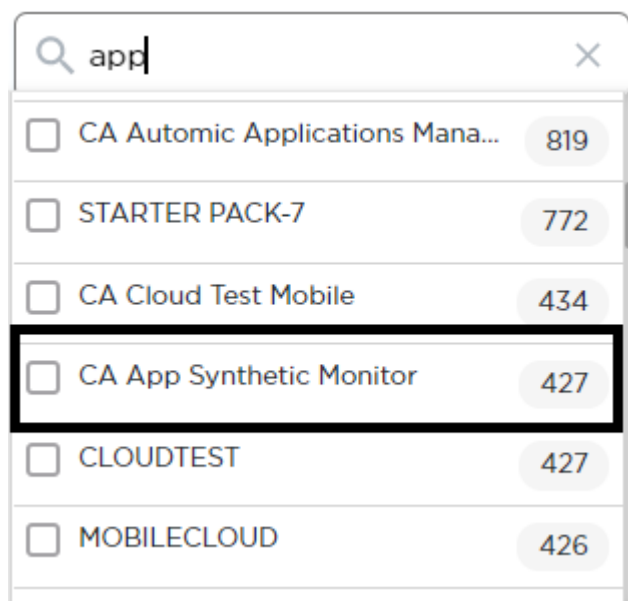 app
CA Automic Applications Mana... 819
STARTER PACK-7 772
CA Cloud Test Mobile 434
CA App Synthetic Monitor 427
CLOUDTEST 427
MOBILECLOUD 426